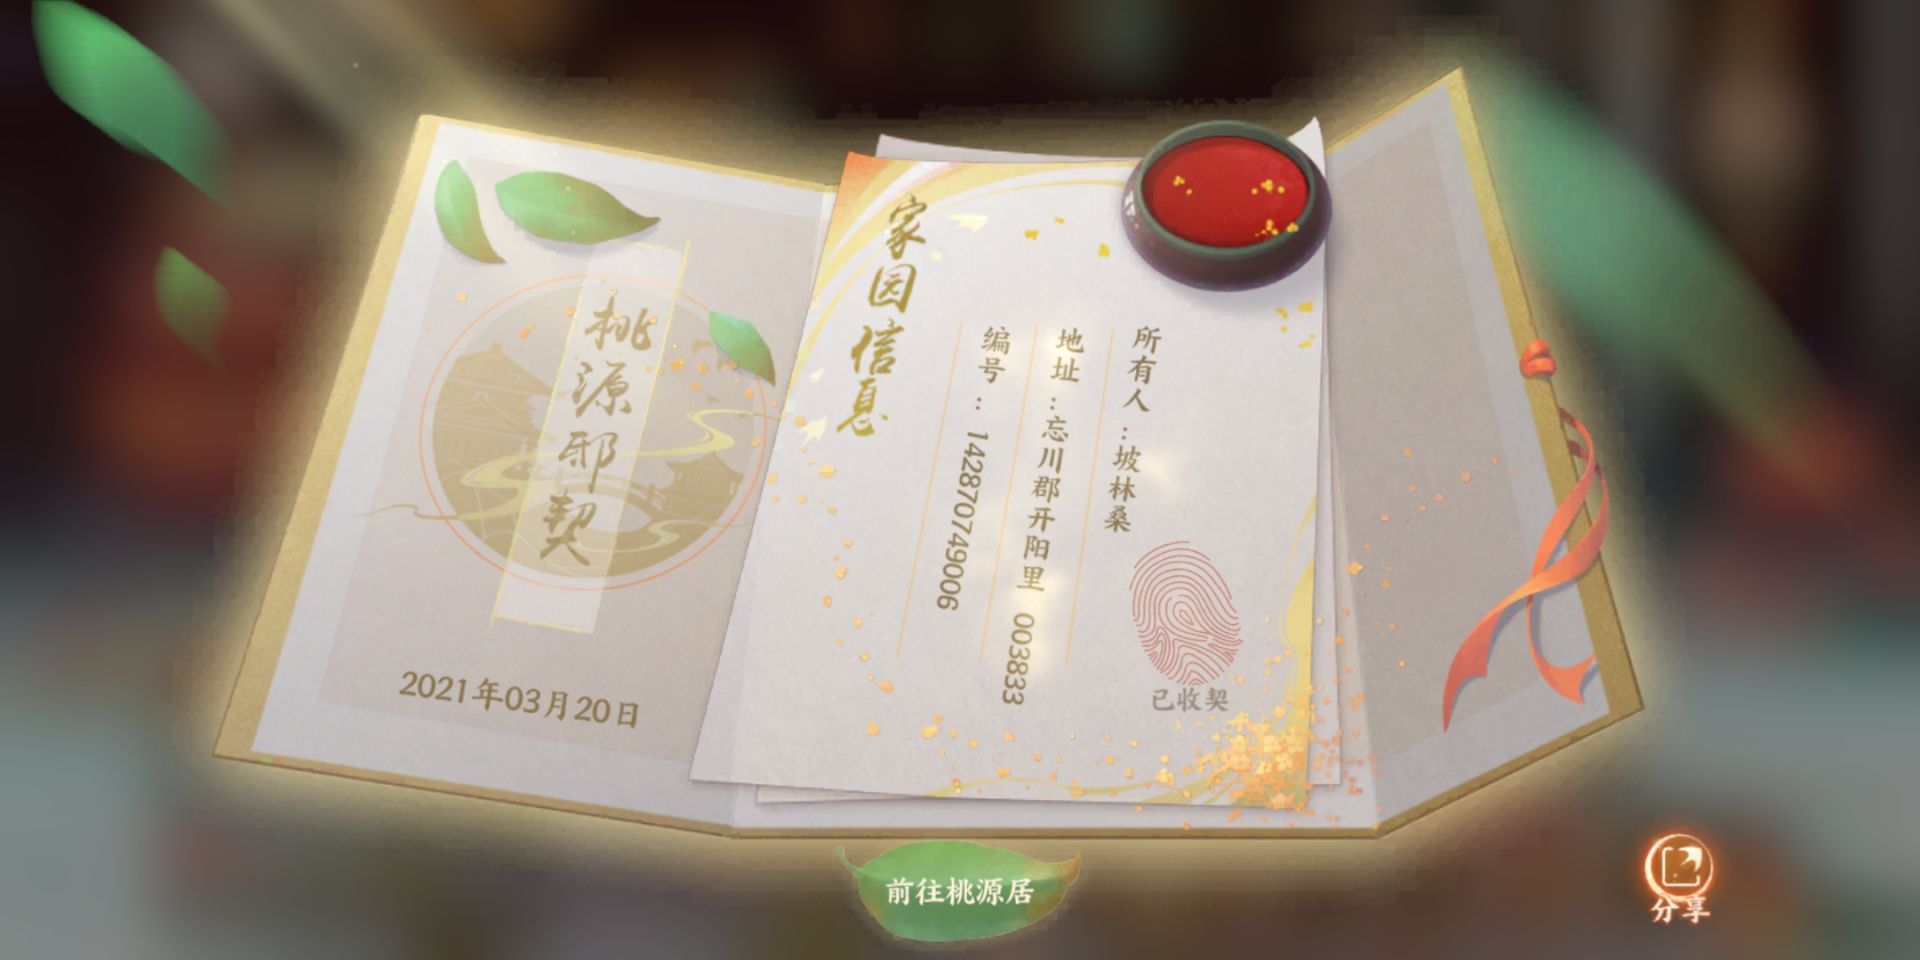 桃源邪契
2021年03月20日
家园信息
所有人：坡林桑
地址：忘川郡开阳里 003833
编号：142870749006
已收契
前往桃源居
分享